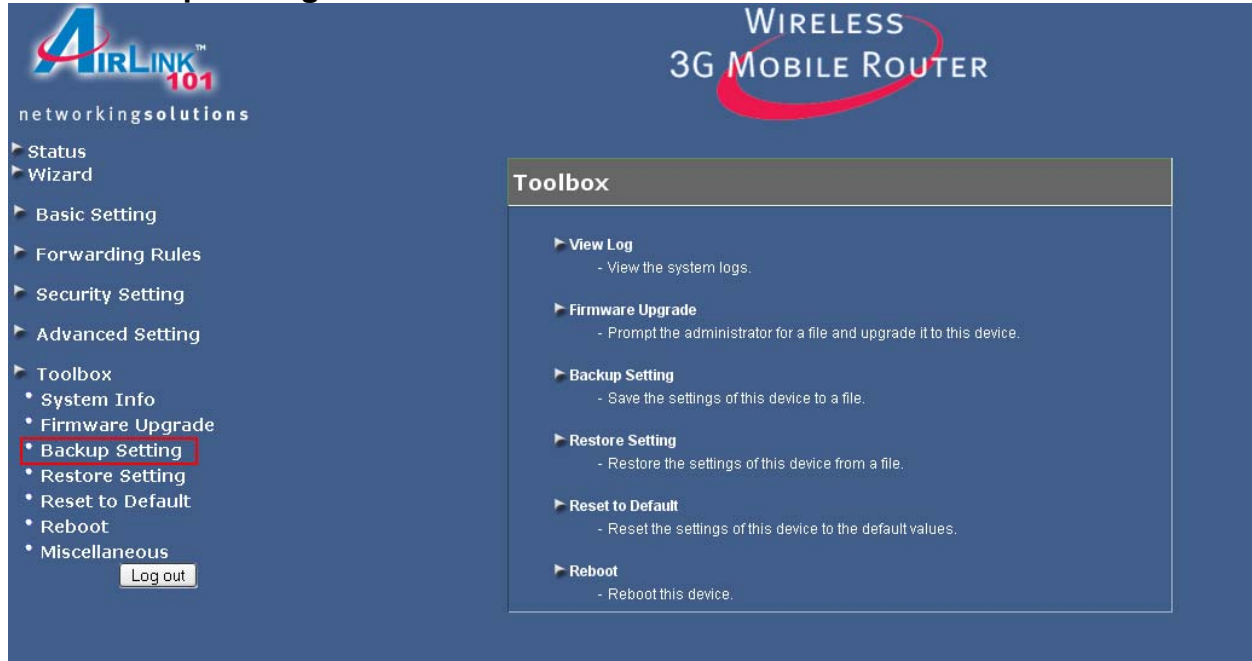 AIRLINK™
101
networkingsolutions
WIRELESS
3G MOBILE ROUTER
Status
Wizard
Basic Setting
Forwarding Rules
Security Setting
Advanced Setting
Toolbox
• System Info
• Firmware Upgrade
• Backup Setting
• Restore Setting
• Reset to Default
• Reboot
• Miscellaneous
Log out
Toolbox
View Log
- View the system logs.
Firmware Upgrade
- Prompt the administrator for a file and upgrade it to this device.
Backup Setting
- Save the settings of this device to a file.
Restore Setting
- Restore the settings of this device from a file.
Reset to Default
- Reset the settings of this device to the default values.
Reboot
- Reboot this device.